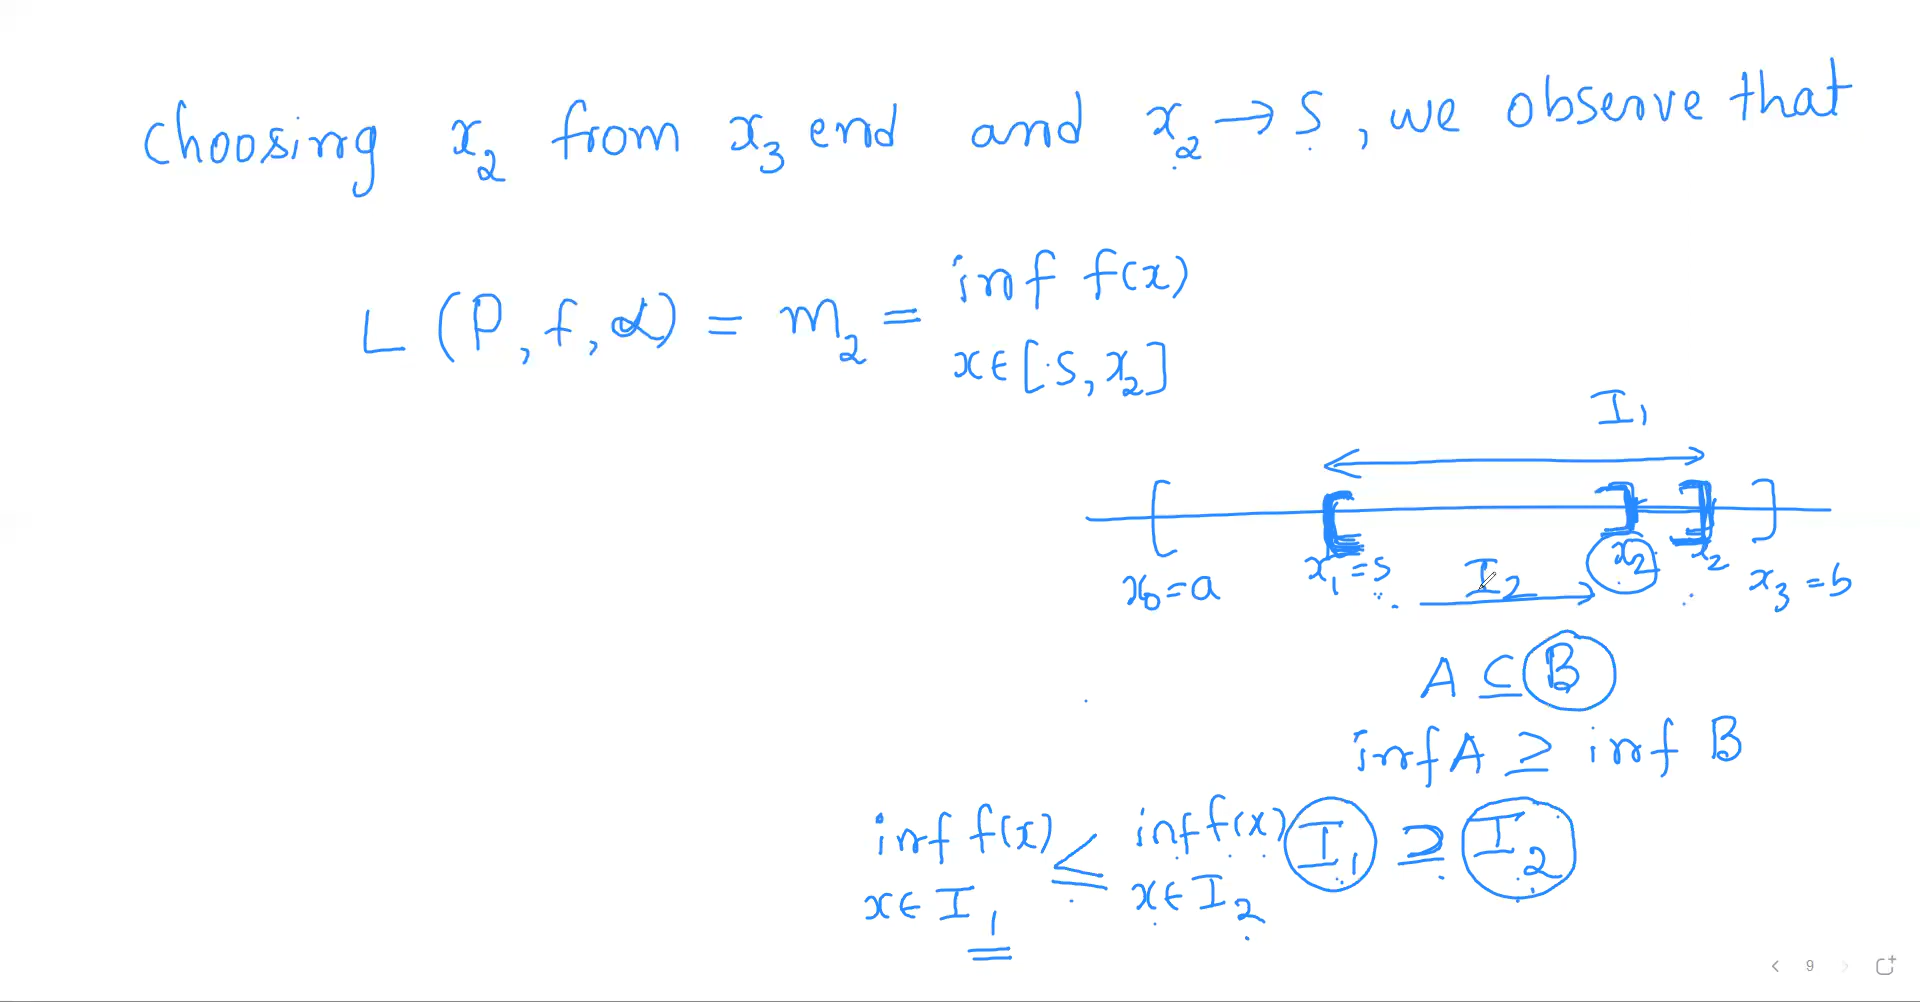 choosing x₂ from x₃ end and x₂ → s, we observe that
L (P, f, α) = m₂ = inf f(x)
x ∈ [s, x₂]
I₁
x₀ = a x₁ = s I₂ x₂ x₂ x₃ = b
A ⊆ B
inf A ≥ inf B
inf f(x) ≤ inf f(x) I₁ ⊇ I₂
x ∈ I₁ x ∈ I₂
9